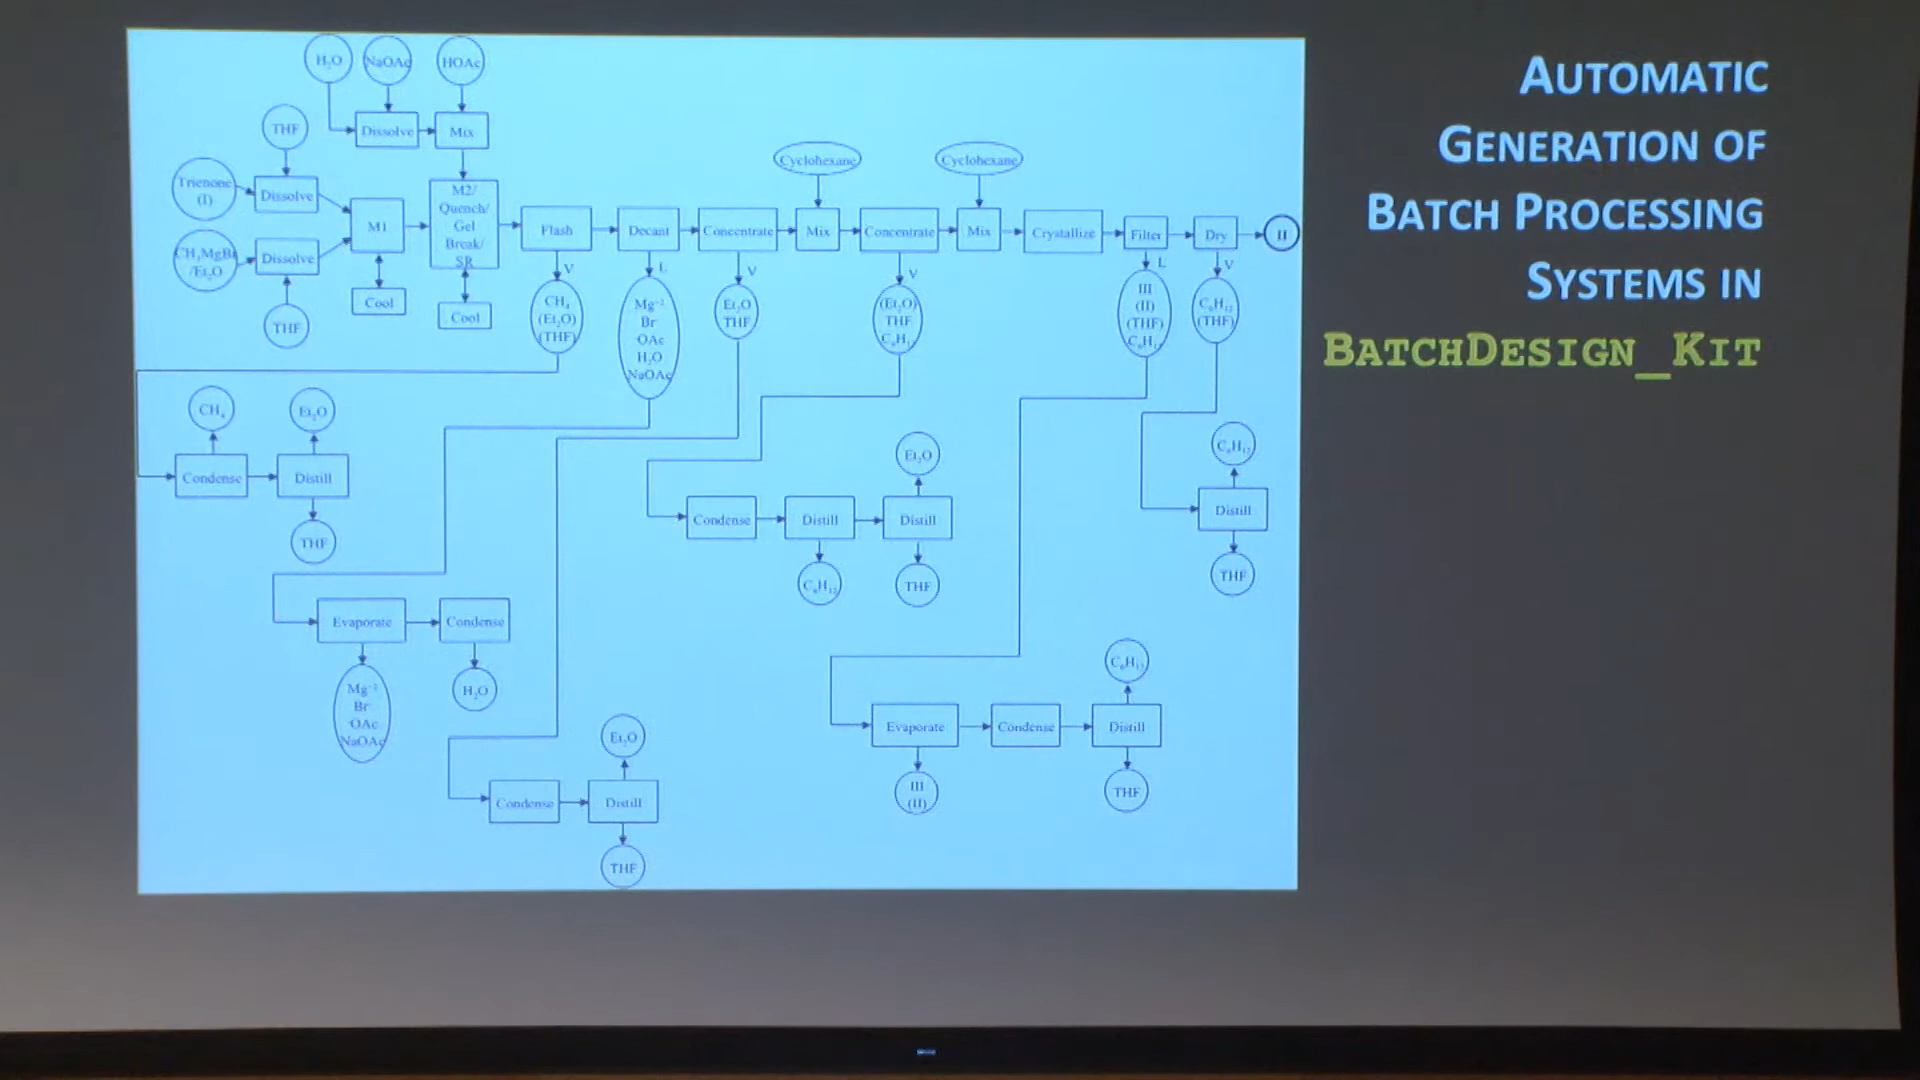 AUTOMATIC
GENERATION OF
BATCH PROCESSING
SYSTEMS IN
BATCHDESIGN_KIT
H₂O
NaOAc
HOAc
THF
Dissolve
Mix
Trienone
(I)
Dissolve
CH₃MgBr
/Et₂O
Dissolve
THF
M1
Cool
M2/
Quench/
Gel
Break/
SR
Cool
Flash
Decant
Concentrate
Cyclohexane
Mix
Concentrate
Cyclohexane
Mix
Crystallize
Filter
Dry
II
V
CH₄
(Et₂O)
(THF)
L
Mg⁺²
Br
OAc
H₂O
NaOAc
V
Et₂O
THF
V
(Et₂O)
THF
C₆H₁₂
L
III
(II)
(THF)
C₆H₁₂
V
C₆H₁₂
(THF)
CH₄
Et₂O
Condense
Distill
THF
Et₂O
Condense
Distill
Distill
C₆H₁₂
THF
C₆H₁₂
Distill
THF
Evaporate
Condense
Mg⁺²
Br
OAc
NaOAc
H₂O
Et₂O
Condense
Distill
THF
C₆H₁₂
Evaporate
Condense
Distill
III
(II)
THF